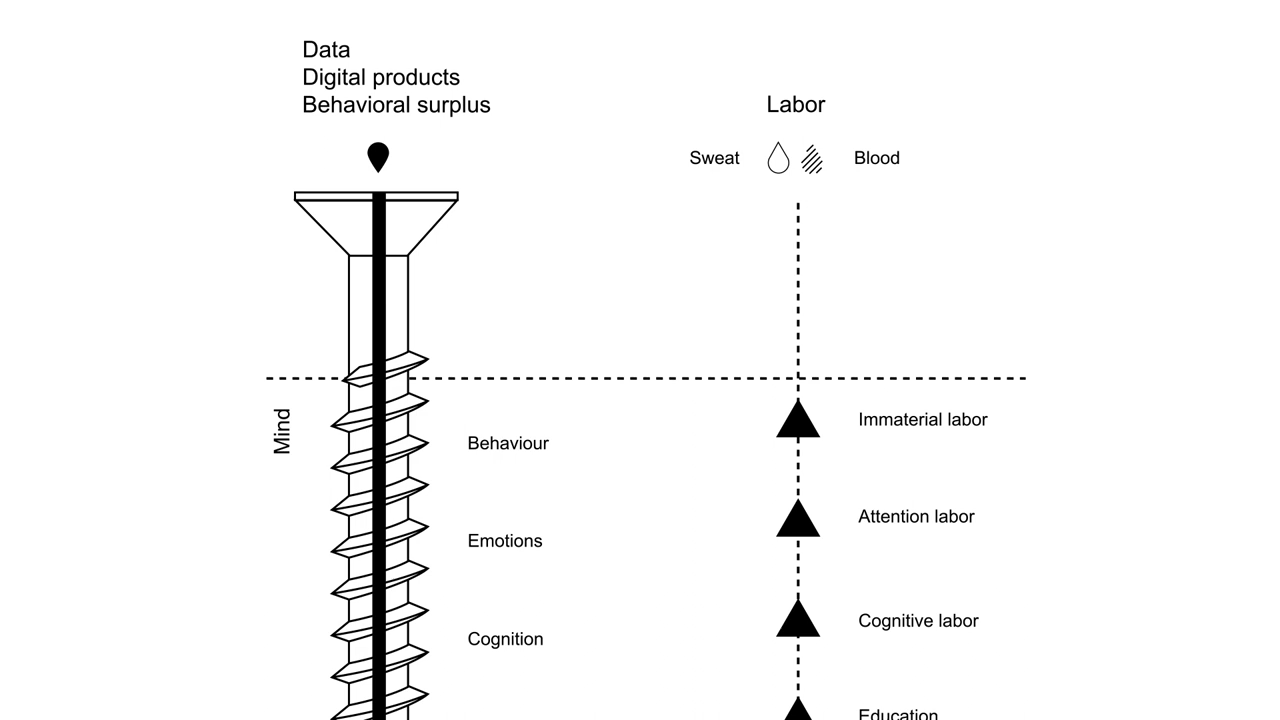 Data
Digital products
Behavioral surplus
Labor
Sweat
Blood
Mind
Behaviour
Emotions
Cognition
Immaterial labor
Attention labor
Cognitive labor
Education